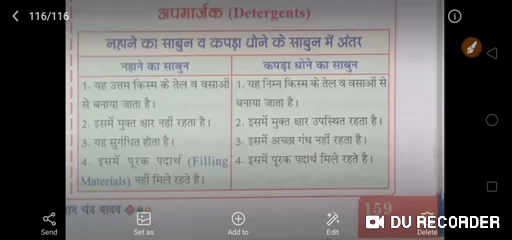 116/116
अपमार्जक (Detergents)
नहाने का साबुन व कपड़ा धोने के साबुन में अंतर
नहाने का साबुन
1. यह उत्तम किस्म के तेल व वसाओं
से बनाया जाता है।
2. इसमें मुक्त क्षार नहीं रहता है।
3. यह सुगंधित होता है।
4. इसमें पूरक पदार्थ (Filling
Materials) नहीं मिले रहते है।
कपड़ा धोने का साबुन
1. यह निम्न किस्म के तेल व वसाओं से
बनाया जाता है।
2. इसमें मुक्त क्षार उपस्थित रहता है।
3. इसमें अच्छा गंध नहीं रहता है।
4. इसमें पूरक पदार्थ मिले रहते है।
चंद यादव
159
Send
Set as
Add to
Edit
Delete
DU RECORDER